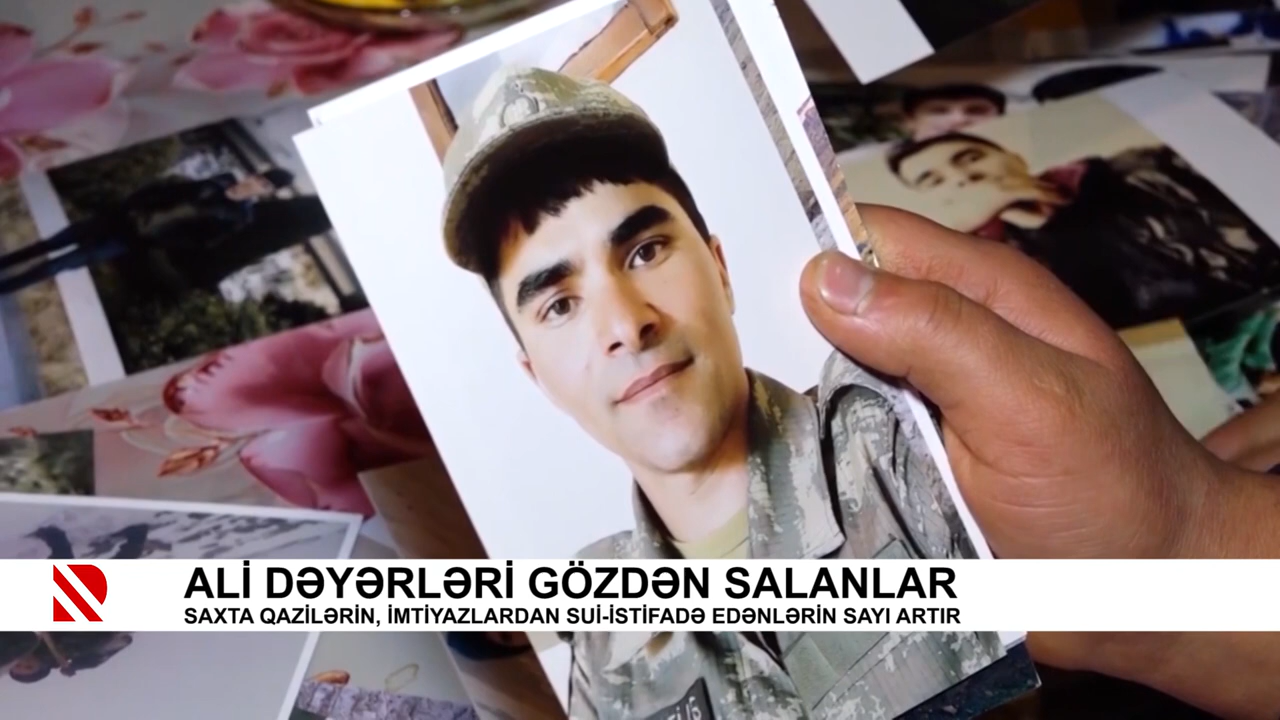 ALİ DƏYƏRLƏRİ GÖZDƏN SALANLAR
SAXTA QAZİLƏRİN, İMTİYAZLARDAN SUİ-İSTİFADƏ EDƏNLƏRİN SAYI ARTIR